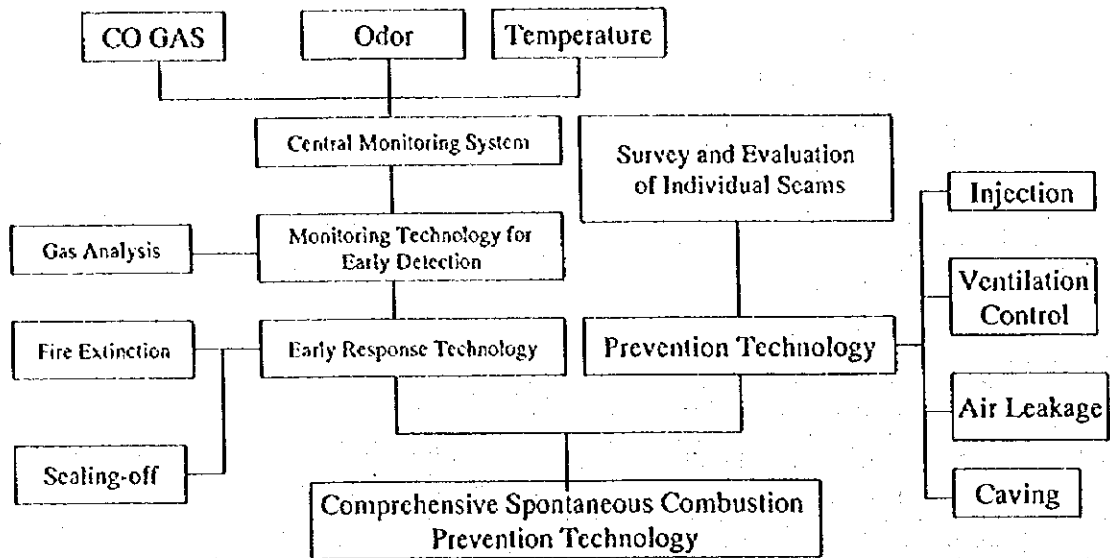 CO GAS
Odor
Temperature
Central Monitoring System
Survey and Evaluation
of Individual Seams
Injection
Gas Analysis
Monitoring Technology for
Early Detection
Ventilation
Control
Fire Extinction
Early Response Technology
Prevention Technology
Air Leakage
Sealing-off
Caving
Comprehensive Spontaneous Combustion
Prevention Technology